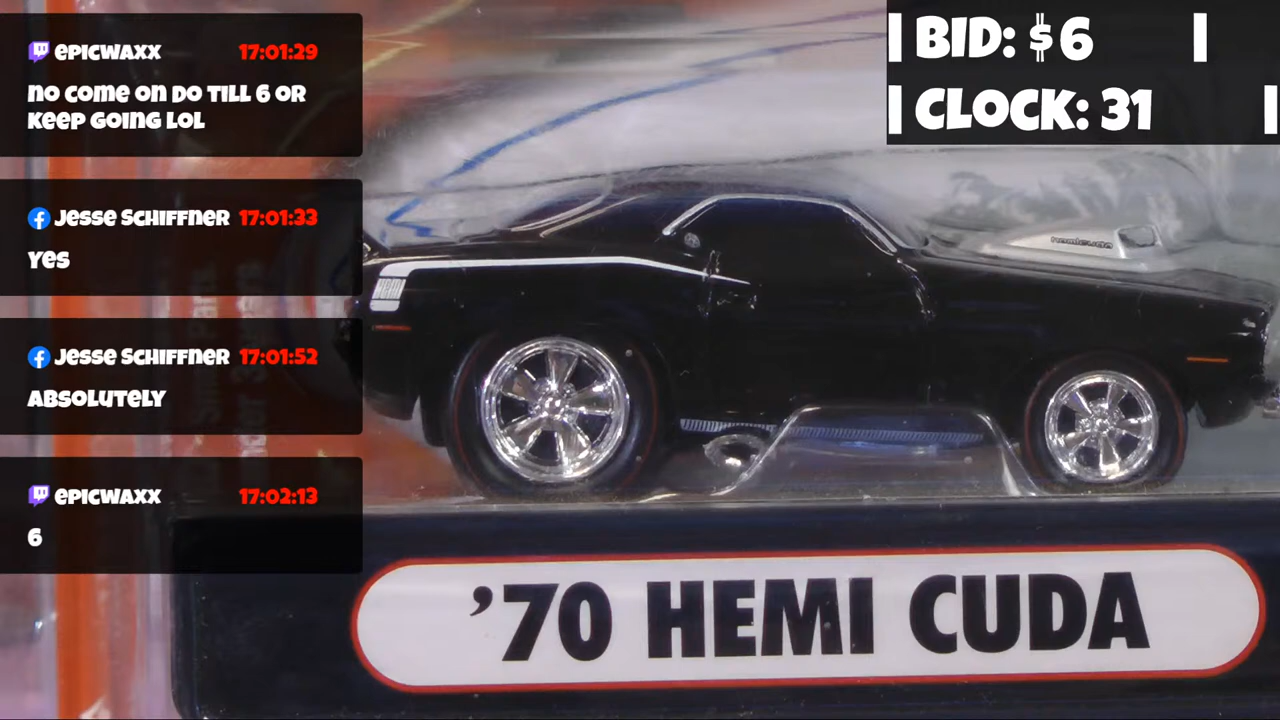 epicwaxx 17:01:29
no come on do till 6 or
keep going lol
Jesse Schiffner 17:01:33
yes
Jesse Schiffner 17:01:52
Absolutely
epicwaxx 17:02:13
6
| BID: $6 |
| CLOCK: 31 |
HEMI
'70 HEMI CUDA